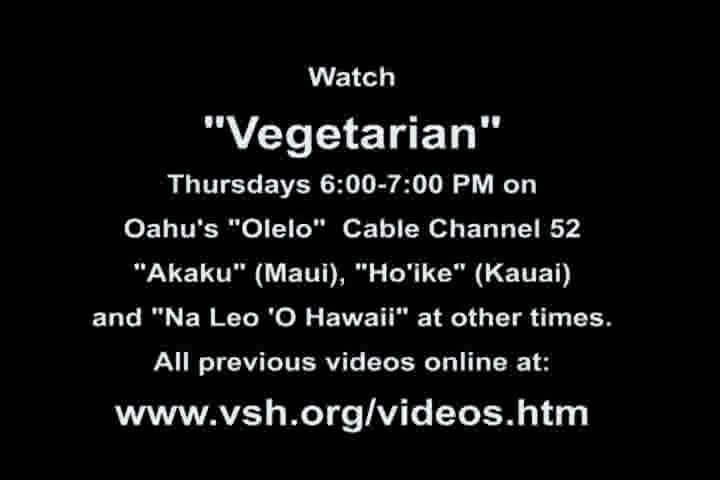 Watch
"Vegetarian"
Thursdays 6:00-7:00 PM on
Oahu's "Olelo"  Cable Channel 52
"Akaku" (Maui), "Ho'ike" (Kauai)
and "Na Leo 'O Hawaii" at other times.
All previous videos online at:
www.vsh.org/videos.htm